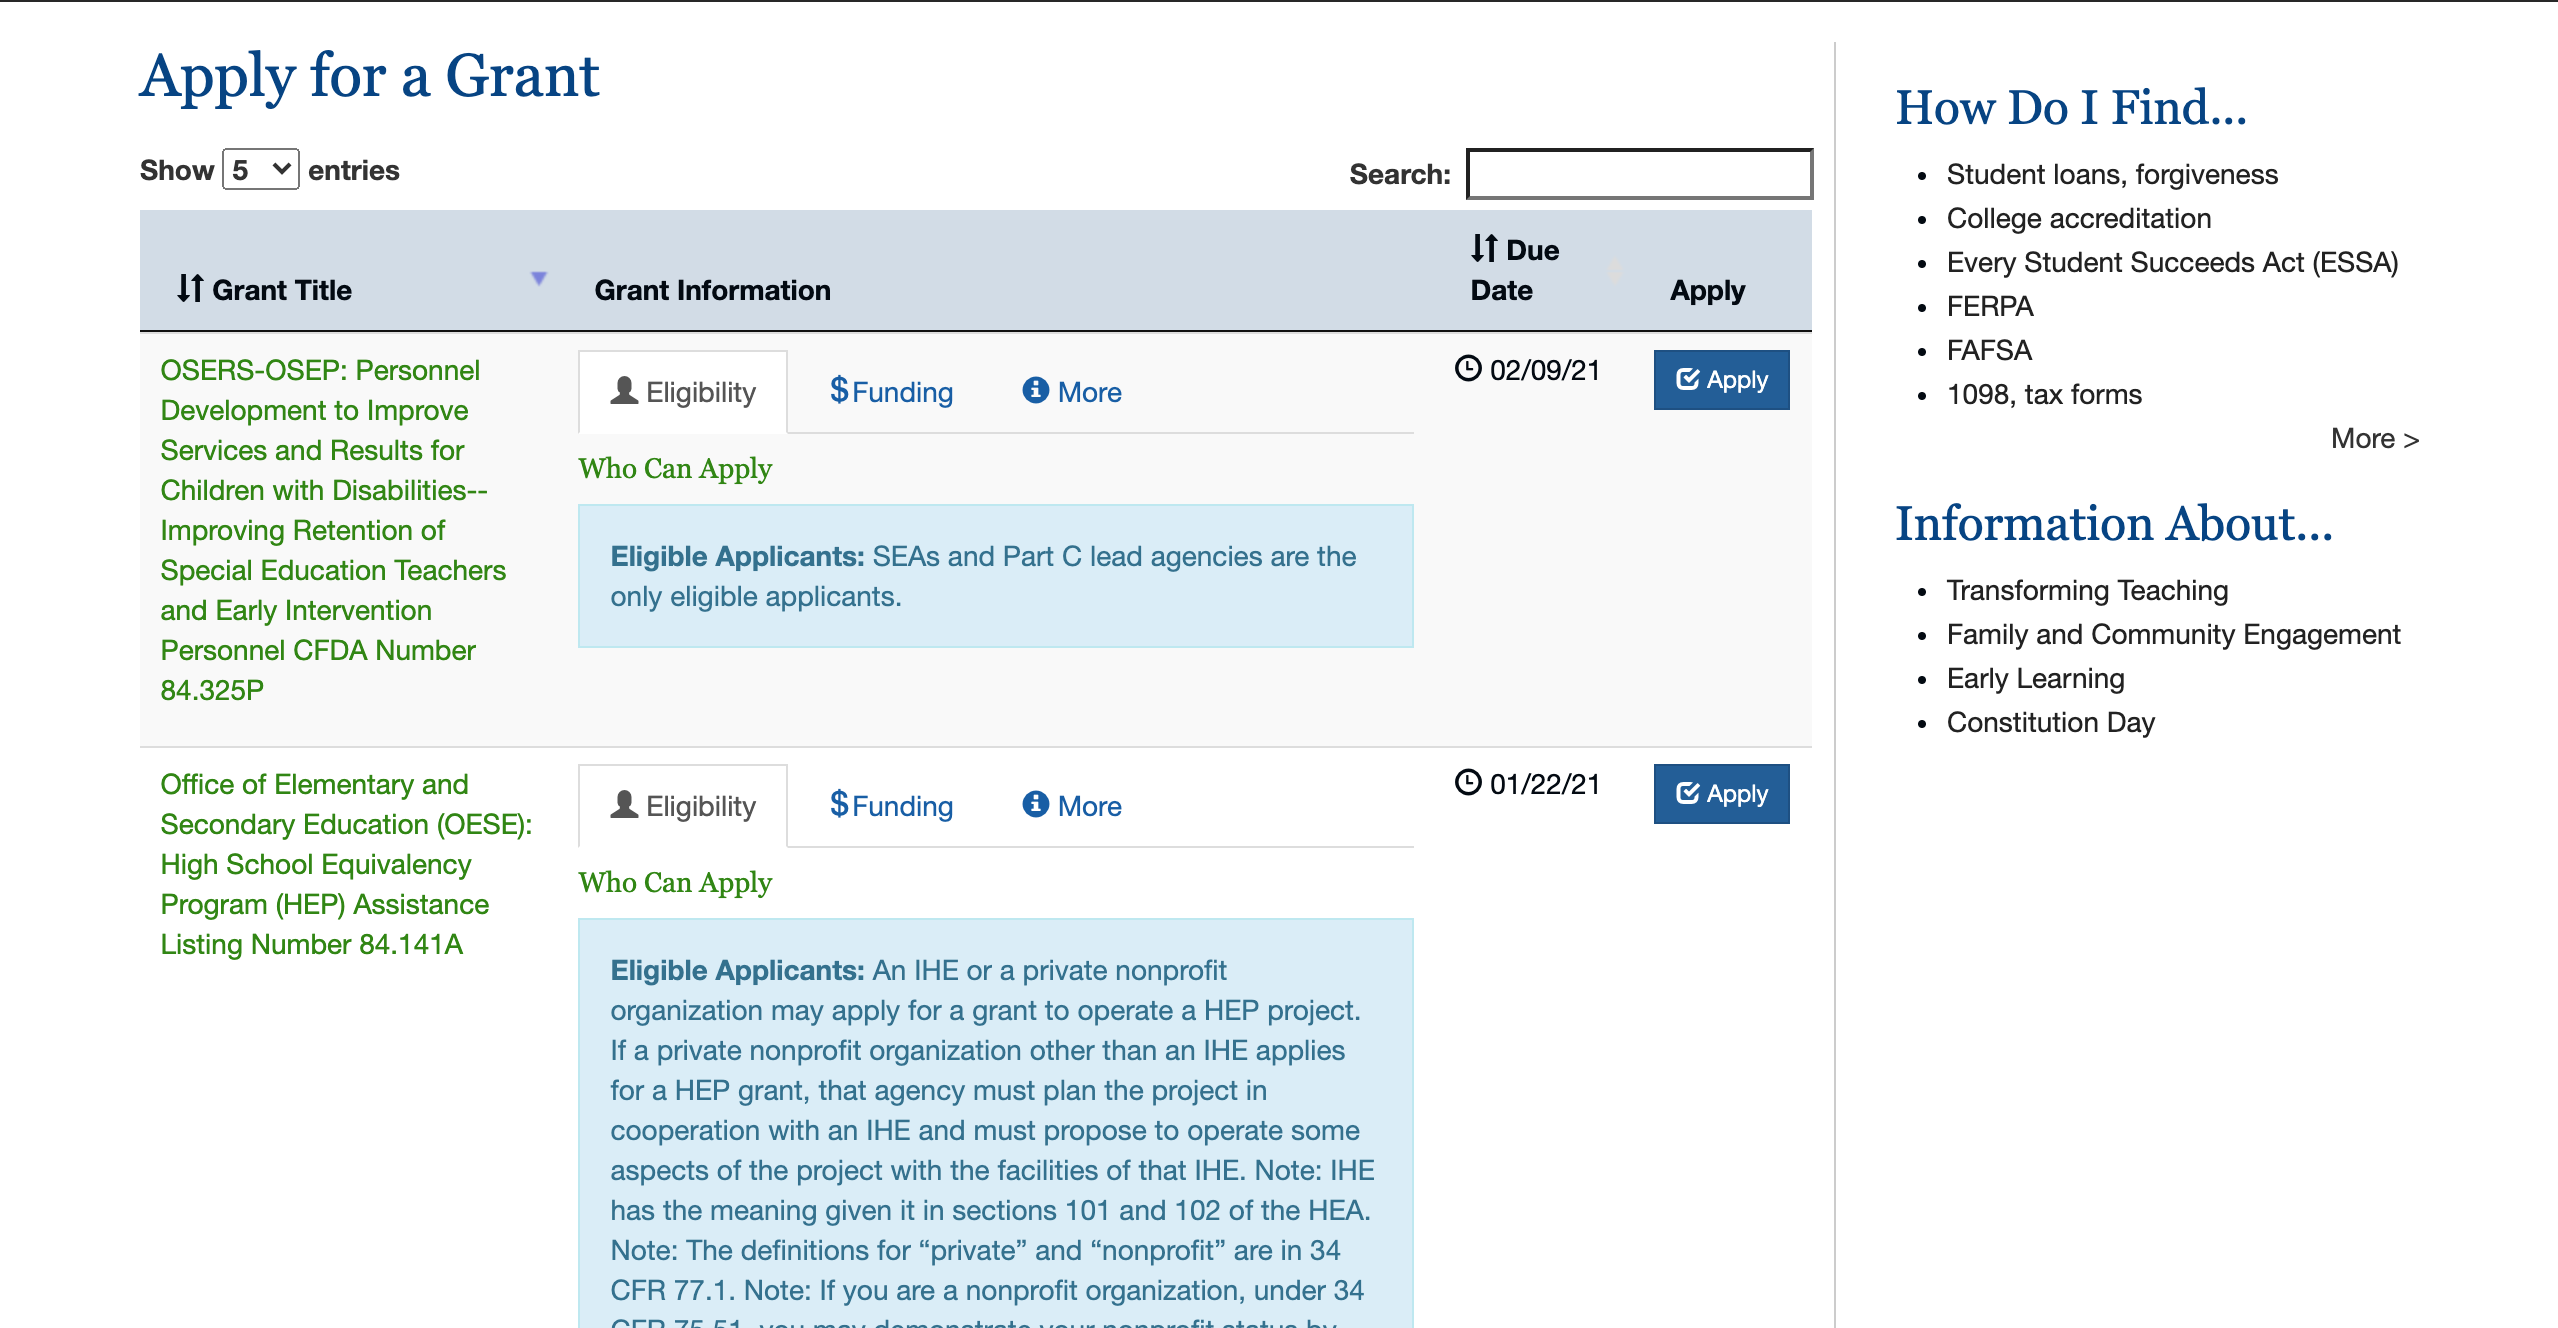 Apply for a Grant
Show 5 entries
Search:
Grant Title
Grant Information
Due
Date
Apply
OSERS-OSEP: Personnel
Development to Improve
Services and Results for
Children with Disabilities--
Improving Retention of
Special Education Teachers
and Early Intervention
Personnel CFDA Number
84.325P
Eligibility
$Funding
More
Who Can Apply
Eligible Applicants: SEAs and Part C lead agencies are the
only eligible applicants.
02/09/21
Apply
Office of Elementary and
Secondary Education (OESE):
High School Equivalency
Program (HEP) Assistance
Listing Number 84.141A
Eligibility
$Funding
More
Who Can Apply
Eligible Applicants: An IHE or a private nonprofit
organization may apply for a grant to operate a HEP project.
If a private nonprofit organization other than an IHE applies
for a HEP grant, that agency must plan the project in
cooperation with an IHE and must propose to operate some
aspects of the project with the facilities of that IHE. Note: IHE
has the meaning given it in sections 101 and 102 of the HEA.
Note: The definitions for “private” and “nonprofit” are in 34
CFR 77.1. Note: If you are a nonprofit organization, under 34
CFR 75.51, you may demonstrate your nonprofit status by
01/22/21
Apply
How Do I Find...
Student loans, forgiveness
College accreditation
Every Student Succeeds Act (ESSA)
FERPA
FAFSA
1098, tax forms
More >
Information About...
Transforming Teaching
Family and Community Engagement
Early Learning
Constitution Day